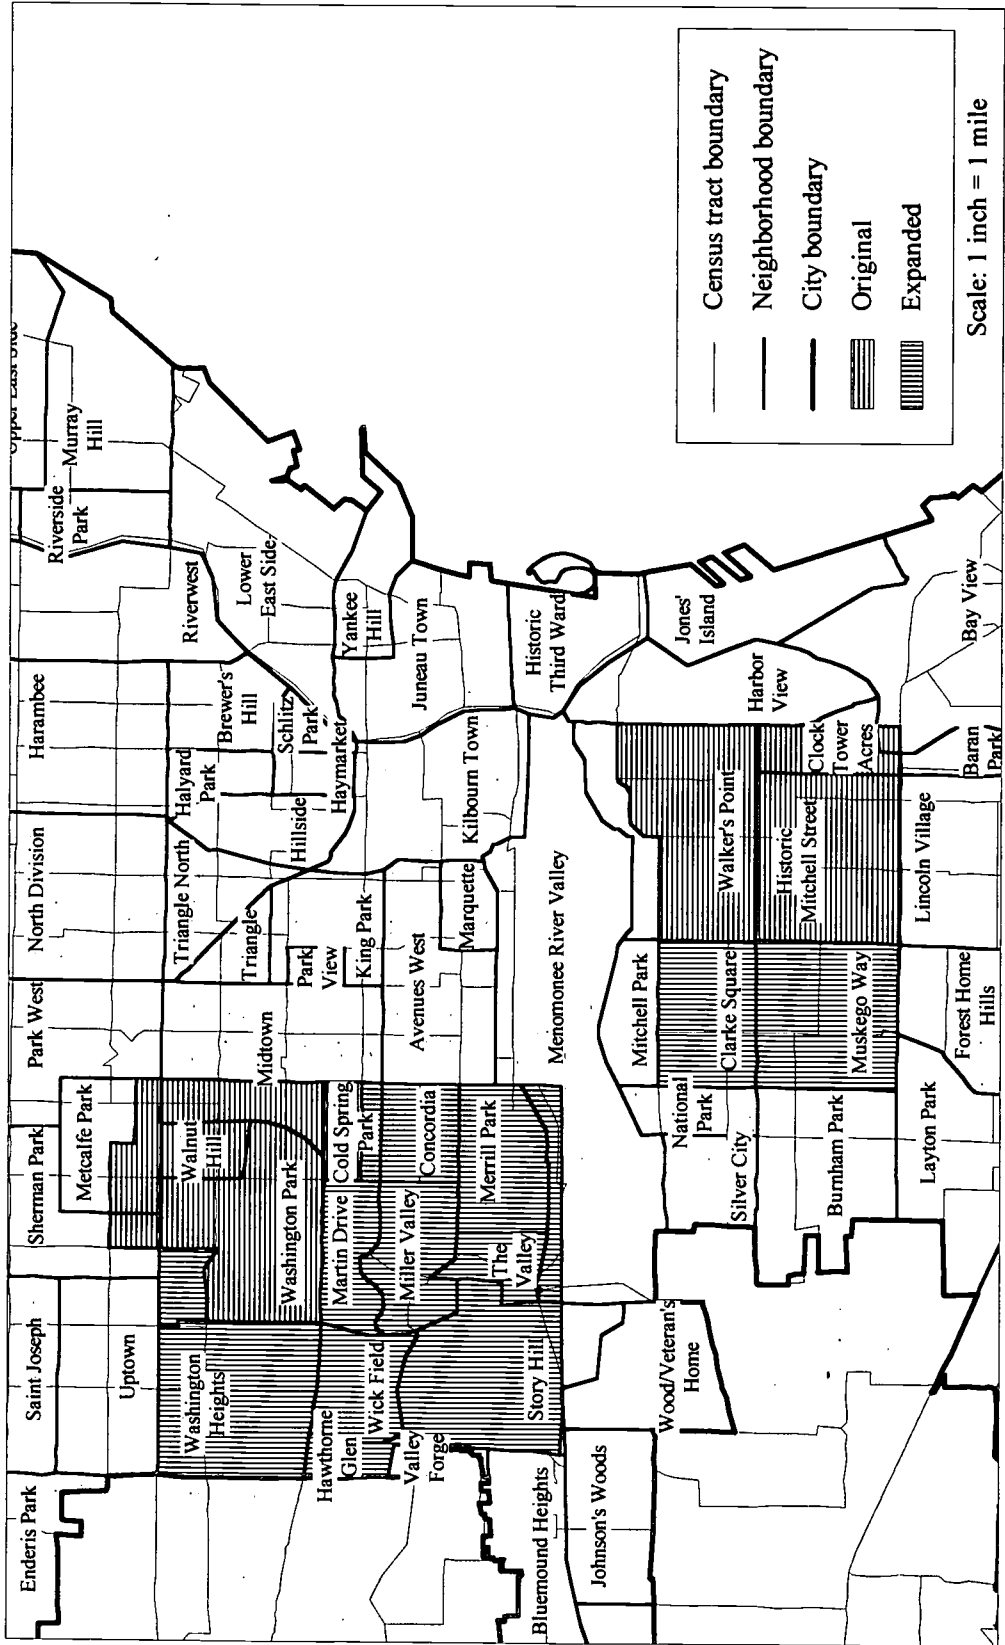 Enderis Park
Saint Joseph
Sherman Park
Park West
North Division
Harambee
Upper East Side
Riverside
Park
Murray
Hill
Metcalfe Park
Uptown
Washington
Heights
Walnut
Hill
Midtown
Triangle North
Triangle
Halyard
Park
Brewer's
Hill
Riverwest
Lower
East Side
Schlitz
Park
Hillside
Haymarket
Washington Park
Hawthorne
Glen
Wick Field
Martin Drive
Cold Spring
Park
Park
View
King Park
Yankee
Hill
Valley
Forge
Miller Valley
Concordia
Avenues West
Juneau Town
Kilbourn Town
Marquette
Merrill Park
The
Valley
Story Hill
Bluemound Heights
Menomonee River Valley
Historic
Third Ward
Johnson's Woods
Wood/Veteran's
Home
Mitchell Park
National
Park
Silver City
Clarke Square
Walker's Point
Jones'
Island
Harbor
View
Historic
Mitchell Street
Clock
Tower
Acres
Burnham Park
Muskego Way
Layton Park
Lincoln Village
Forest Home
Hills
Baran
Park
Bay View
Census tract boundary
Neighborhood boundary
City boundary
Original
Expanded
Scale: 1 inch = 1 mile